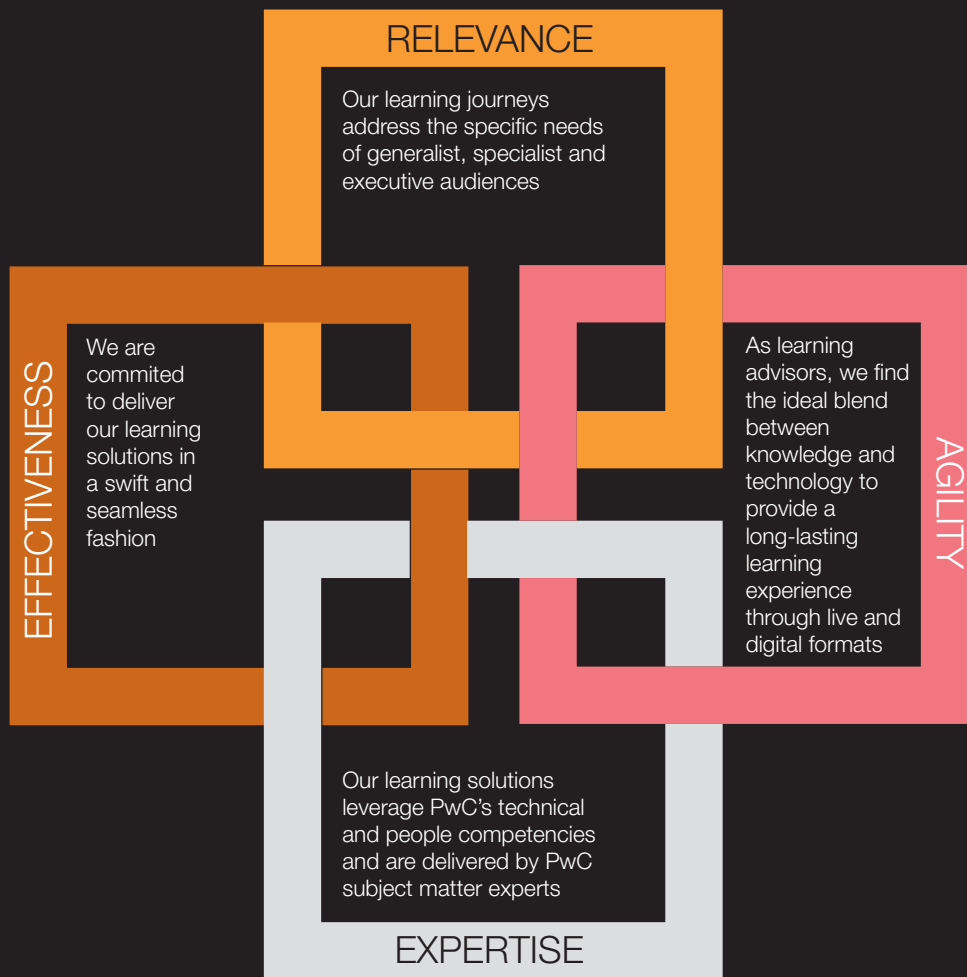 RELEVANCE
Our learning journeys
address the specific needs
of generalist, specialist and
executive audiences
EFFECTIVENESS
We are
commited
to deliver
our learning
solutions in
a swift and
seamless
fashion
As learning
advisors, we find
the ideal blend
between
knowledge and
technology to
provide a
long-lasting
learning
experience
through live and
digital formats
AGILITY
Our learning solutions
leverage PwC’s technical
and people competencies
and are delivered by PwC
subject matter experts
EXPERTISE